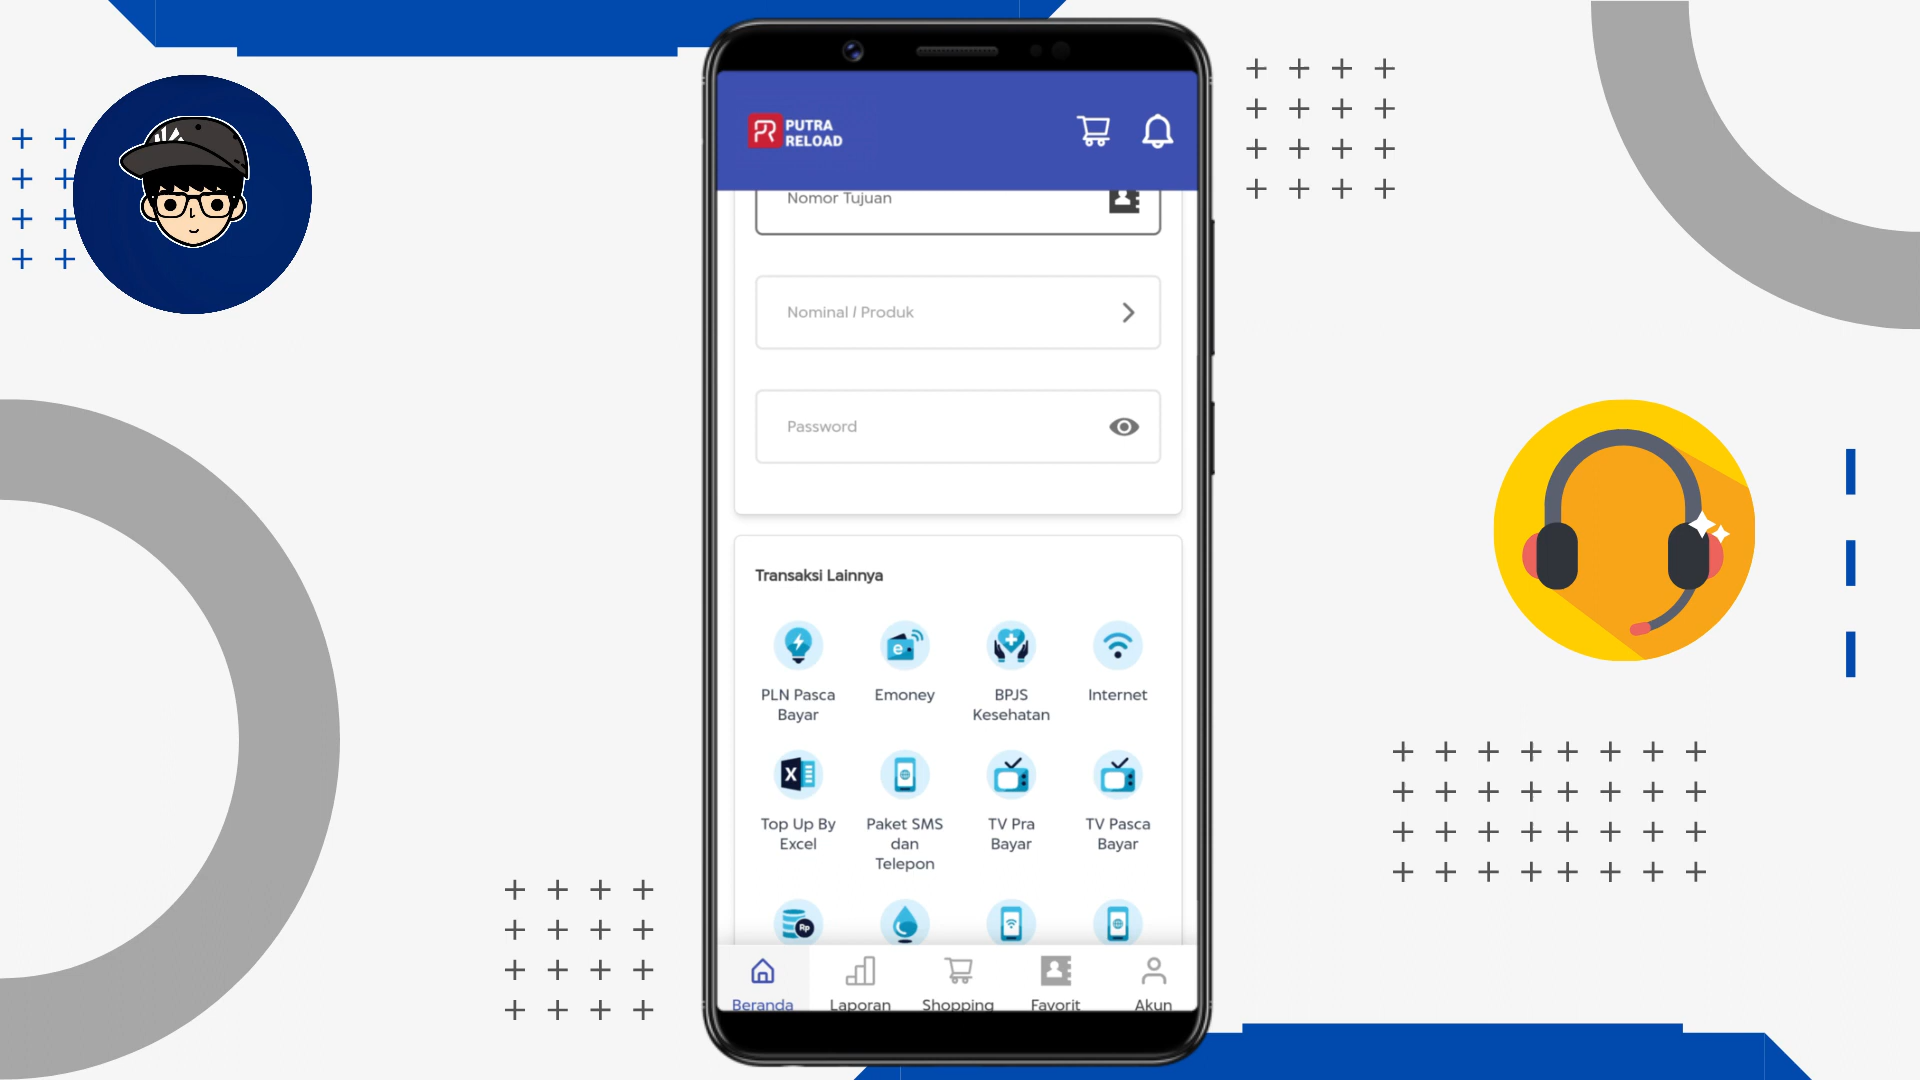 PUTRA
RELOAD
Nomor Tujuan
Nominal / Produk
Password
Transaksi Lainnya
PLN Pasca
Bayar
Emoney
BPJS
Kesehatan
Internet
Top Up By
Excel
Paket SMS
dan
Telepon
TV Pra
Bayar
TV Pasca
Bayar
Rp
Beranda
Laporan
Shopping
Favorit
Akun